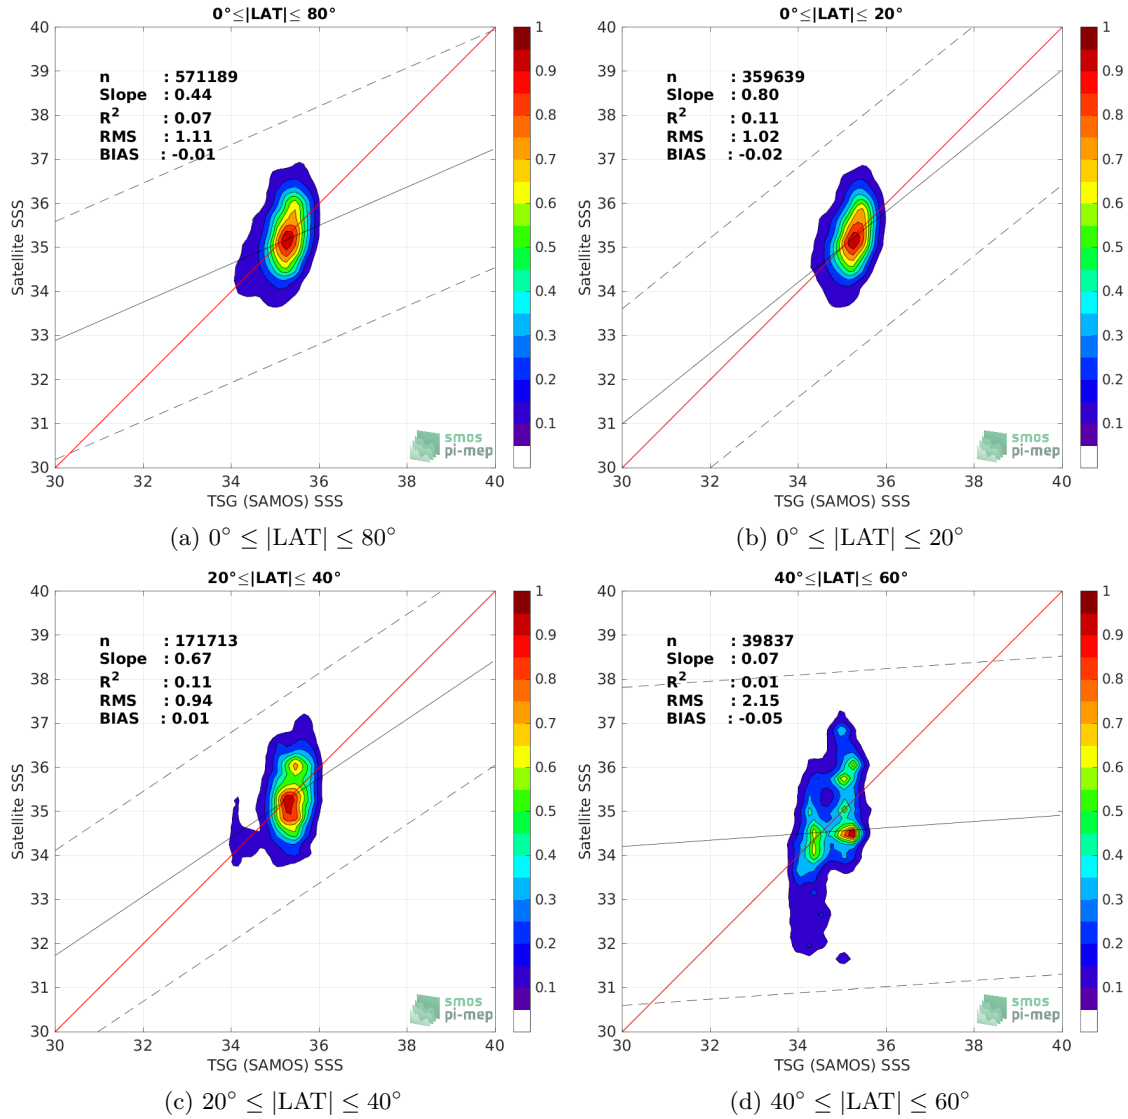 0°≤|LAT|≤ 80°
40
39
38
37
36
35
34
33
32
31
30
Satellite SSS
n : 571189
Slope : 0.44
R² : 0.07
RMS : 1.11
BIAS : -0.01
smos
pi-mep
30 32 34 36 38 40
TSG (SAMOS) SSS
1
0.9
0.8
0.7
0.6
0.5
0.4
0.3
0.2
0.1
(a) 0° ≤ |LAT| ≤ 80°
0°≤|LAT|≤ 20°
40
39
38
37
36
35
34
33
32
31
30
Satellite SSS
n : 359639
Slope : 0.80
R² : 0.11
RMS : 1.02
BIAS : -0.02
smos
pi-mep
30 32 34 36 38 40
TSG (SAMOS) SSS
1
0.9
0.8
0.7
0.6
0.5
0.4
0.3
0.2
0.1
(b) 0° ≤ |LAT| ≤ 20°
20°≤|LAT|≤ 40°
40
39
38
37
36
35
34
33
32
31
30
Satellite SSS
n : 171713
Slope : 0.67
R² : 0.11
RMS : 0.94
BIAS : 0.01
smos
pi-mep
30 32 34 36 38 40
TSG (SAMOS) SSS
1
0.9
0.8
0.7
0.6
0.5
0.4
0.3
0.2
0.1
(c) 20° ≤ |LAT| ≤ 40°
40°≤|LAT|≤ 60°
40
39
38
37
36
35
34
33
32
31
30
Satellite SSS
n : 39837
Slope : 0.07
R² : 0.01
RMS : 2.15
BIAS : -0.05
smos
pi-mep
30 32 34 36 38 40
TSG (SAMOS) SSS
1
0.9
0.8
0.7
0.6
0.5
0.4
0.3
0.2
0.1
(d) 40° ≤ |LAT| ≤ 60°